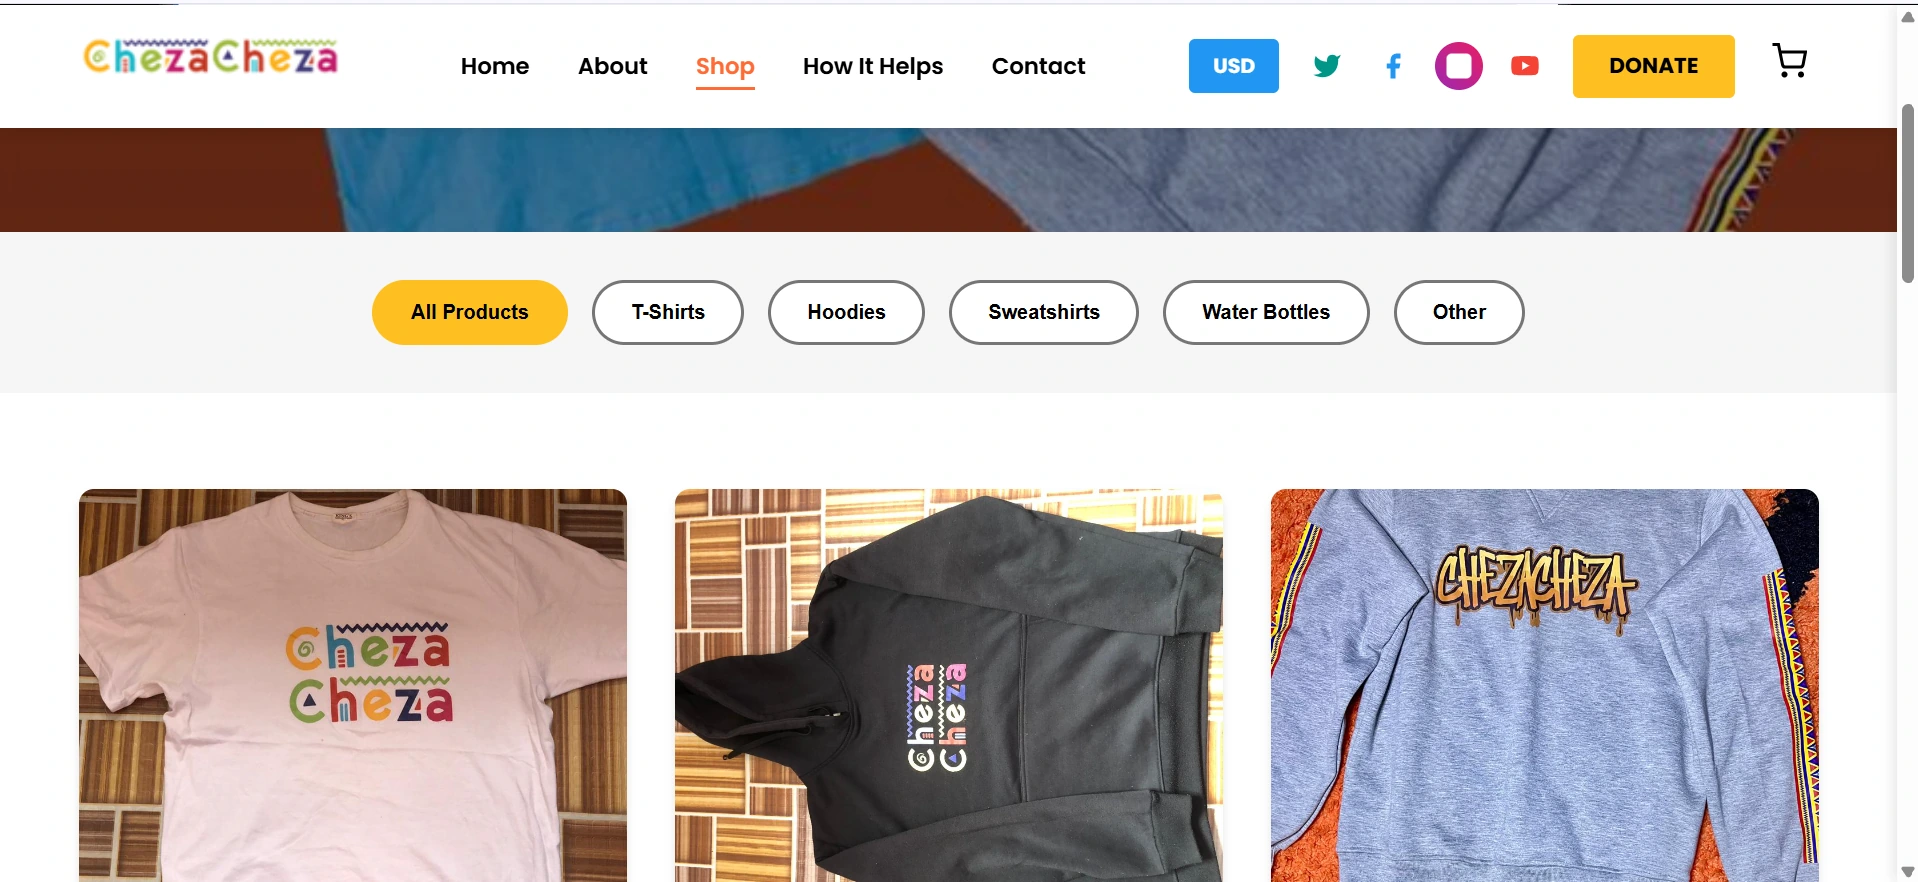 ChezaCheza
Home
About
Shop
How It Helps
Contact
USD
DONATE
All Products
T-Shirts
Hoodies
Sweatshirts
Water Bottles
Other
Cheza
Cheza
Cheza
Cheza
CHEZACHEZA